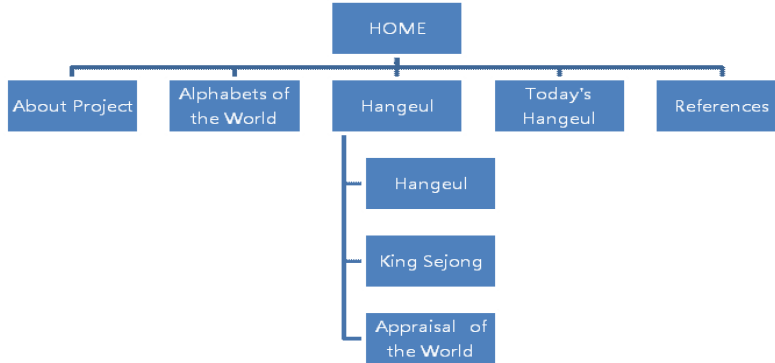 HOME
About Project
Alphabets of
the World
Hangeul
Today's
Hangeul
References
Hangeul
King Sejong
Appraisal of
the World